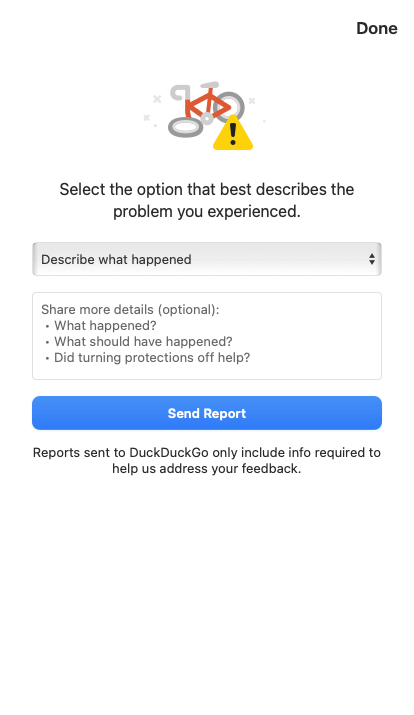 Done
Select the option that best describes the
problem you experienced.
Describe what happened
Share more details (optional):
• What happened?
• What should have happened?
• Did turning protections off help?
Send Report
Reports sent to DuckDuckGo only include info required to
help us address your feedback.